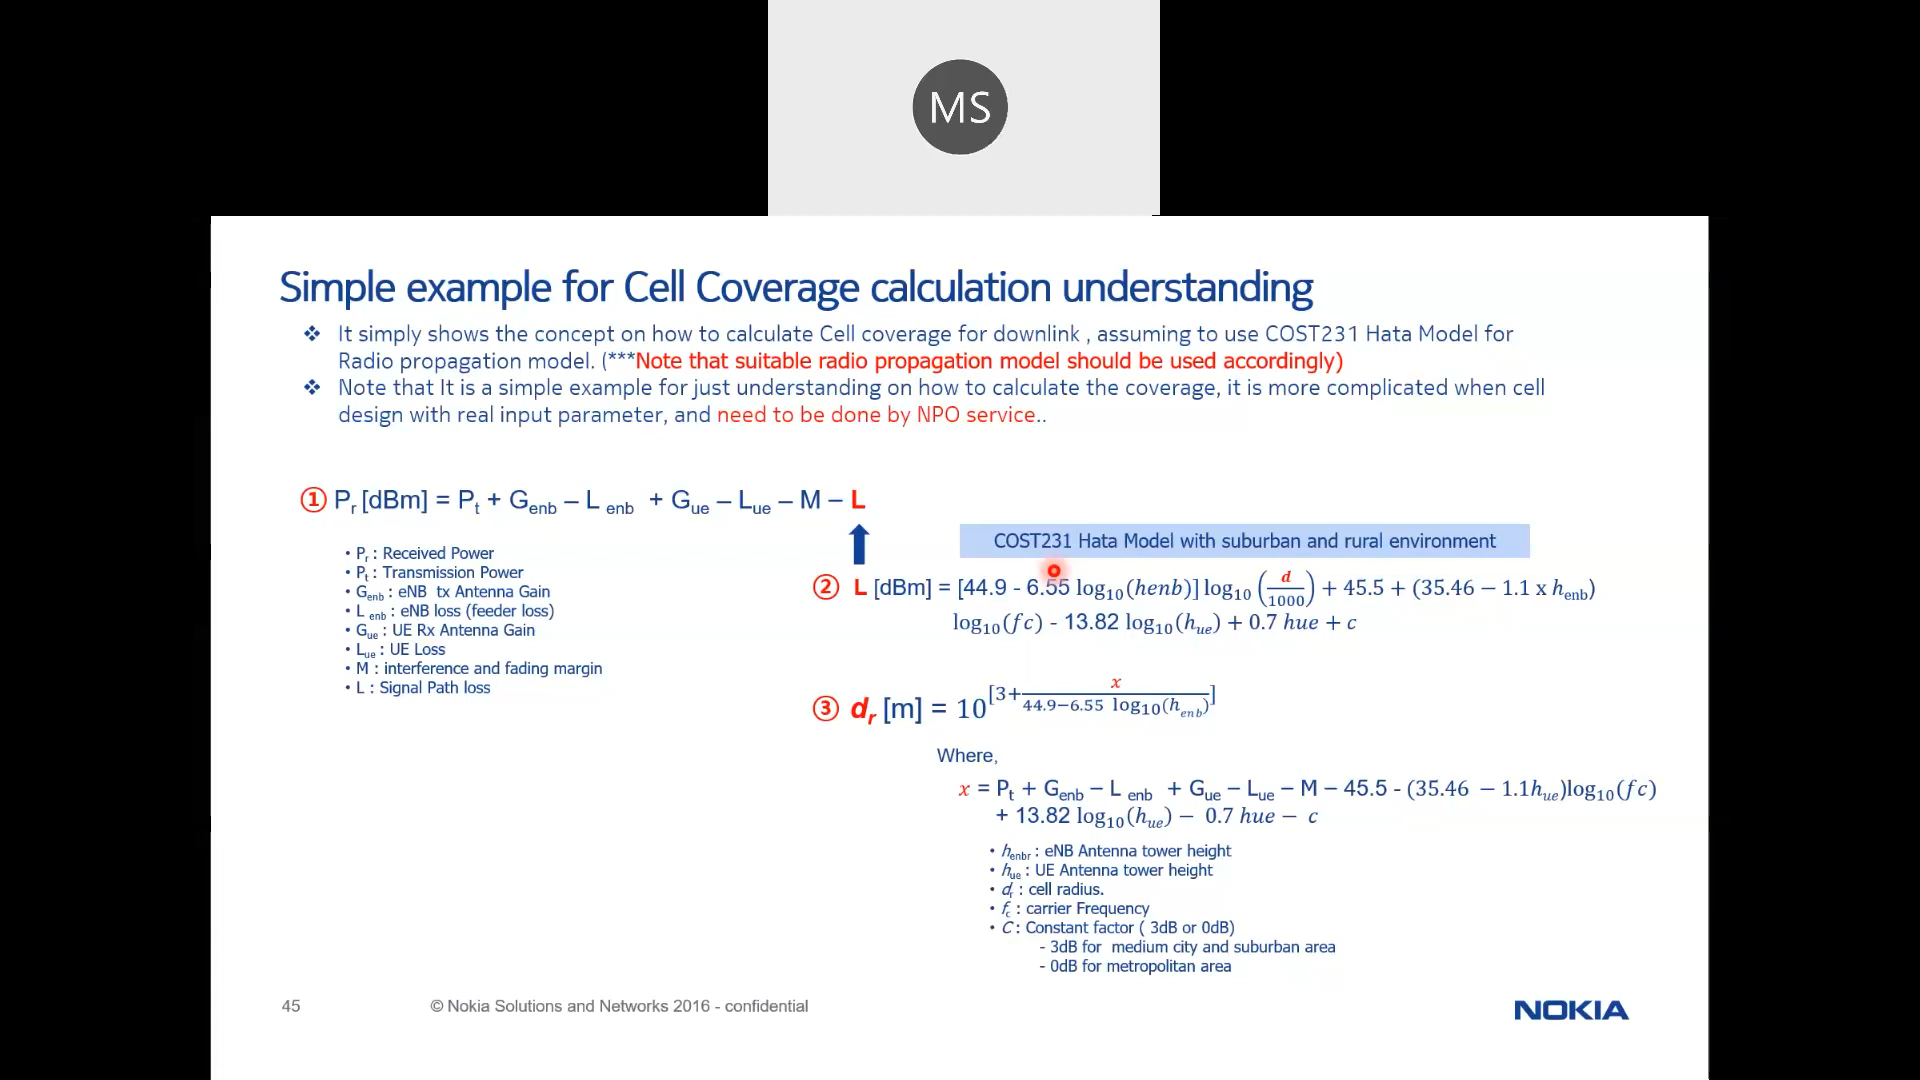 MS
Simple example for Cell Coverage calculation understanding
❖ It simply shows the concept on how to calculate Cell coverage for downlink , assuming to use COST231 Hata Model for
Radio propagation model. (***Note that suitable radio propagation model should be used accordingly)
❖ Note that It is a simple example for just understanding on how to calculate the coverage, it is more complicated when cell
design with real input parameter, and need to be done by NPO service..
① Pr [dBm] = Pt + Genb – L enb + Gue – Lue – M – L
• Pr : Received Power
• Pt : Transmission Power
• Genb : eNB tx Antenna Gain
• L enb : eNB loss (feeder loss)
• Gue : UE Rx Antenna Gain
• Lue : UE Loss
• M : interference and fading margin
• L : Signal Path loss
COST231 Hata Model with suburban and rural environment
② L [dBm] = [44.9 - 6.55 log10(henb)] log10 (d/1000) + 45.5 + (35.46 − 1.1 x henb)
log10(fc) - 13.82 log10(hue) + 0.7 hue + c
③ dr [m] = 10^[3+ x/(44.9−6.55 log10(henb))]
Where,
x = Pt + Genb – L enb + Gue – Lue – M – 45.5 - (35.46 − 1.1hue)log10(fc)
+ 13.82 log10(hue) − 0.7 hue − c
• henbr : eNB Antenna tower height
• hue : UE Antenna tower height
• dr : cell radius.
• fc : carrier Frequency
• C : Constant factor ( 3dB or 0dB)
- 3dB for medium city and suburban area
- 0dB for metropolitan area
45
© Nokia Solutions and Networks 2016 - confidential
NOKIA